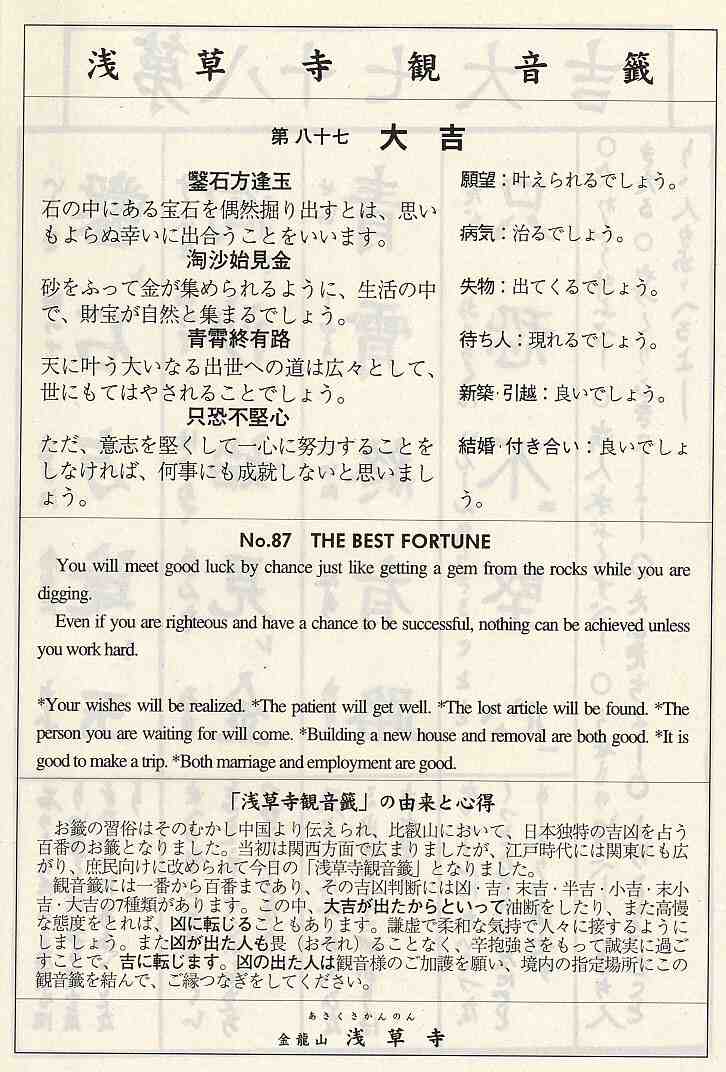 浅草寺観音籤
第八十七 大吉
鑿石方逢玉
石の中にある宝石を偶然掘り出すとは、思い
もよらぬ幸いに出合うことをいいます。
淘沙始見金
砂をふって金が集められるように、生活の中
で、財宝が自然と集まるでしょう。
青霄終有路
天に叶う大いなる出世への道は広々として、
世にもてはやされることでしょう。
只恐不堅心
ただ、意志を堅くして一心に努力することを
しなければ、何事にも成就しないと思いまし
ょう。
願望：叶えられるでしょう。
病気：治るでしょう。
失物：出てくるでしょう。
待ち人：現れるでしょう。
新築·引越：良いでしょう。
結婚·付き合い：良いでしょ
う。
No.87 THE BEST FORTUNE
You will meet good luck by chance just like getting a gem from the rocks while you are
digging.
Even if you are righteous and have a chance to be successful, nothing can be achieved unless
you work hard.
*Your wishes will be realized. *The patient will get well. *The lost article will be found. *The
person you are waiting for will come. *Building a new house and removal are both good. *It is
good to make a trip. *Both marriage and employment are good.
「浅草寺観音籤」の由来と心得
お籤の習俗はそのむかし中国より伝えられ、比叡山において、日本独特の吉凶を占う
百番のお籤となりました。当初は関西方面で広まりましたが、江戸時代には関東にも広
がり、庶民向けに改められて今日の「浅草寺観音籤」となりました。
観音籤には一番から百番まであり、その吉凶判断には凶·吉·末吉·半吉·小吉·末小
吉·大吉の7種類があります。この中、大吉が出たからといって油断をしたり、また高慢
な態度をとれば、凶に転じることもあります。謙虚で柔和な気持で人々に接するように
しましょう。また凶が出た人も畏（おそれ）ることなく、辛抱強さをもって誠実に過ご
すことで、吉に転じます。凶の出た人は観音様のご加護を願い、境内の指定場所にこの
観音籤を結んで、ご縁つなぎをしてください。
あさくさかんのん
金龍山 浅草寺